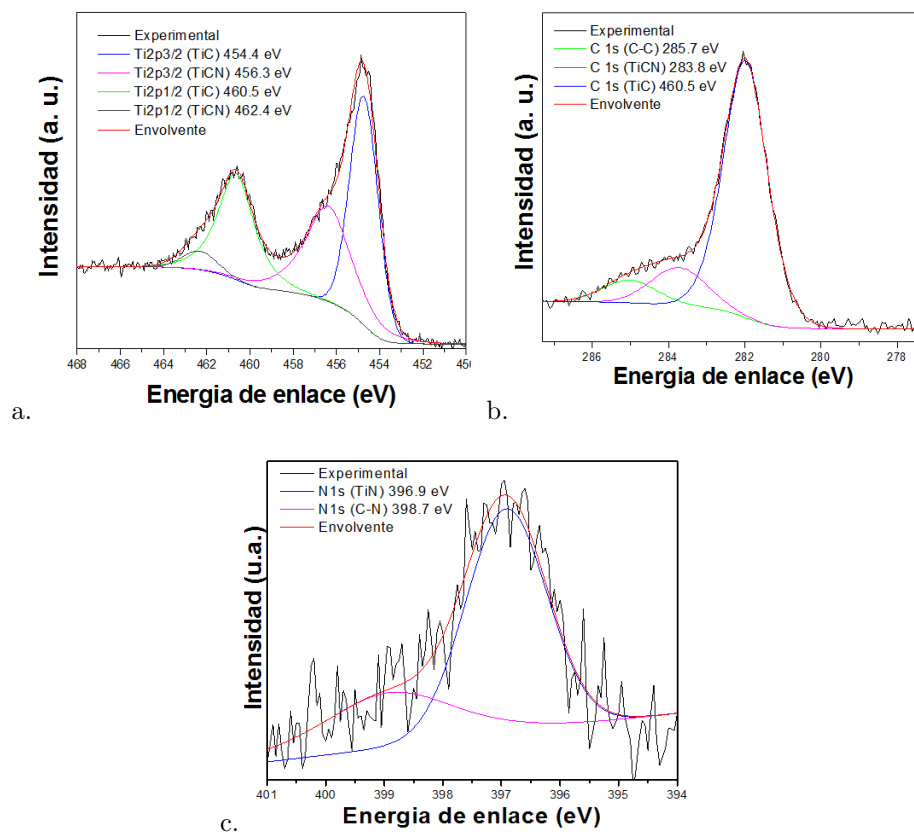 a.
Intensidad (a. u.)
Experimental
Ti2p3/2 (TiC) 454.4 eV
Ti2p3/2 (TiCN) 456.3 eV
Ti2p1/2 (TiC) 460.5 eV
Ti2p1/2 (TiCN) 462.4 eV
Envolvente
468 466 464 462 460 458 456 454 452 450
Energia de enlace (eV)
b.
Intensidad (a. u.)
Experimental
C 1s (C-C) 285.7 eV
C 1s (TiCN) 283.8 eV
C 1s (TiC) 460.5 eV
Envolvente
286 284 282 280 278
Energia de enlace (eV)
c.
Intensidad (u.a.)
Experimental
N1s (TiN) 396.9 eV
N1s (C-N) 398.7 eV
Envolvente
401 400 399 398 397 396 395 394
Energia de enlace (eV)